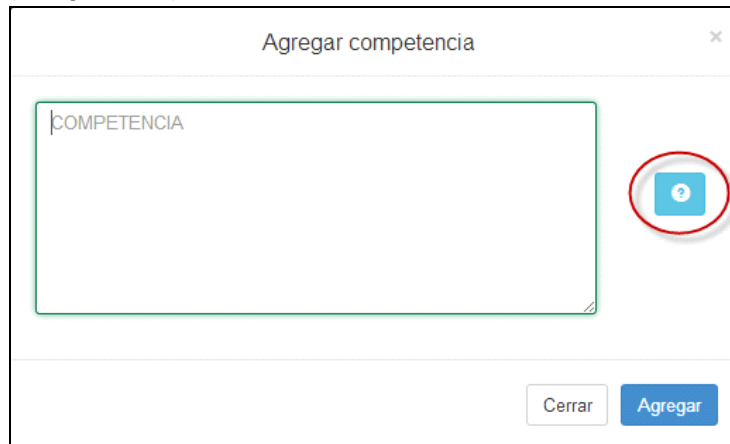 Agregar competencia
×
COMPETENCIA
?
Cerrar
Agregar